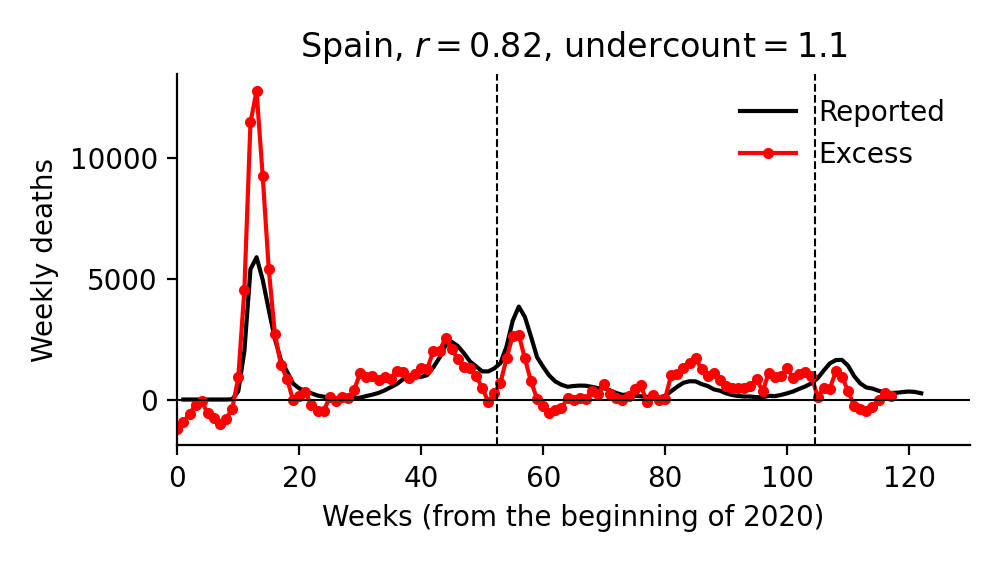 Spain, r = 0.82, undercount = 1.1
Reported
Excess
Weekly deaths
10000
5000
0
0 20 40 60 80 100 120
Weeks (from the beginning of 2020)